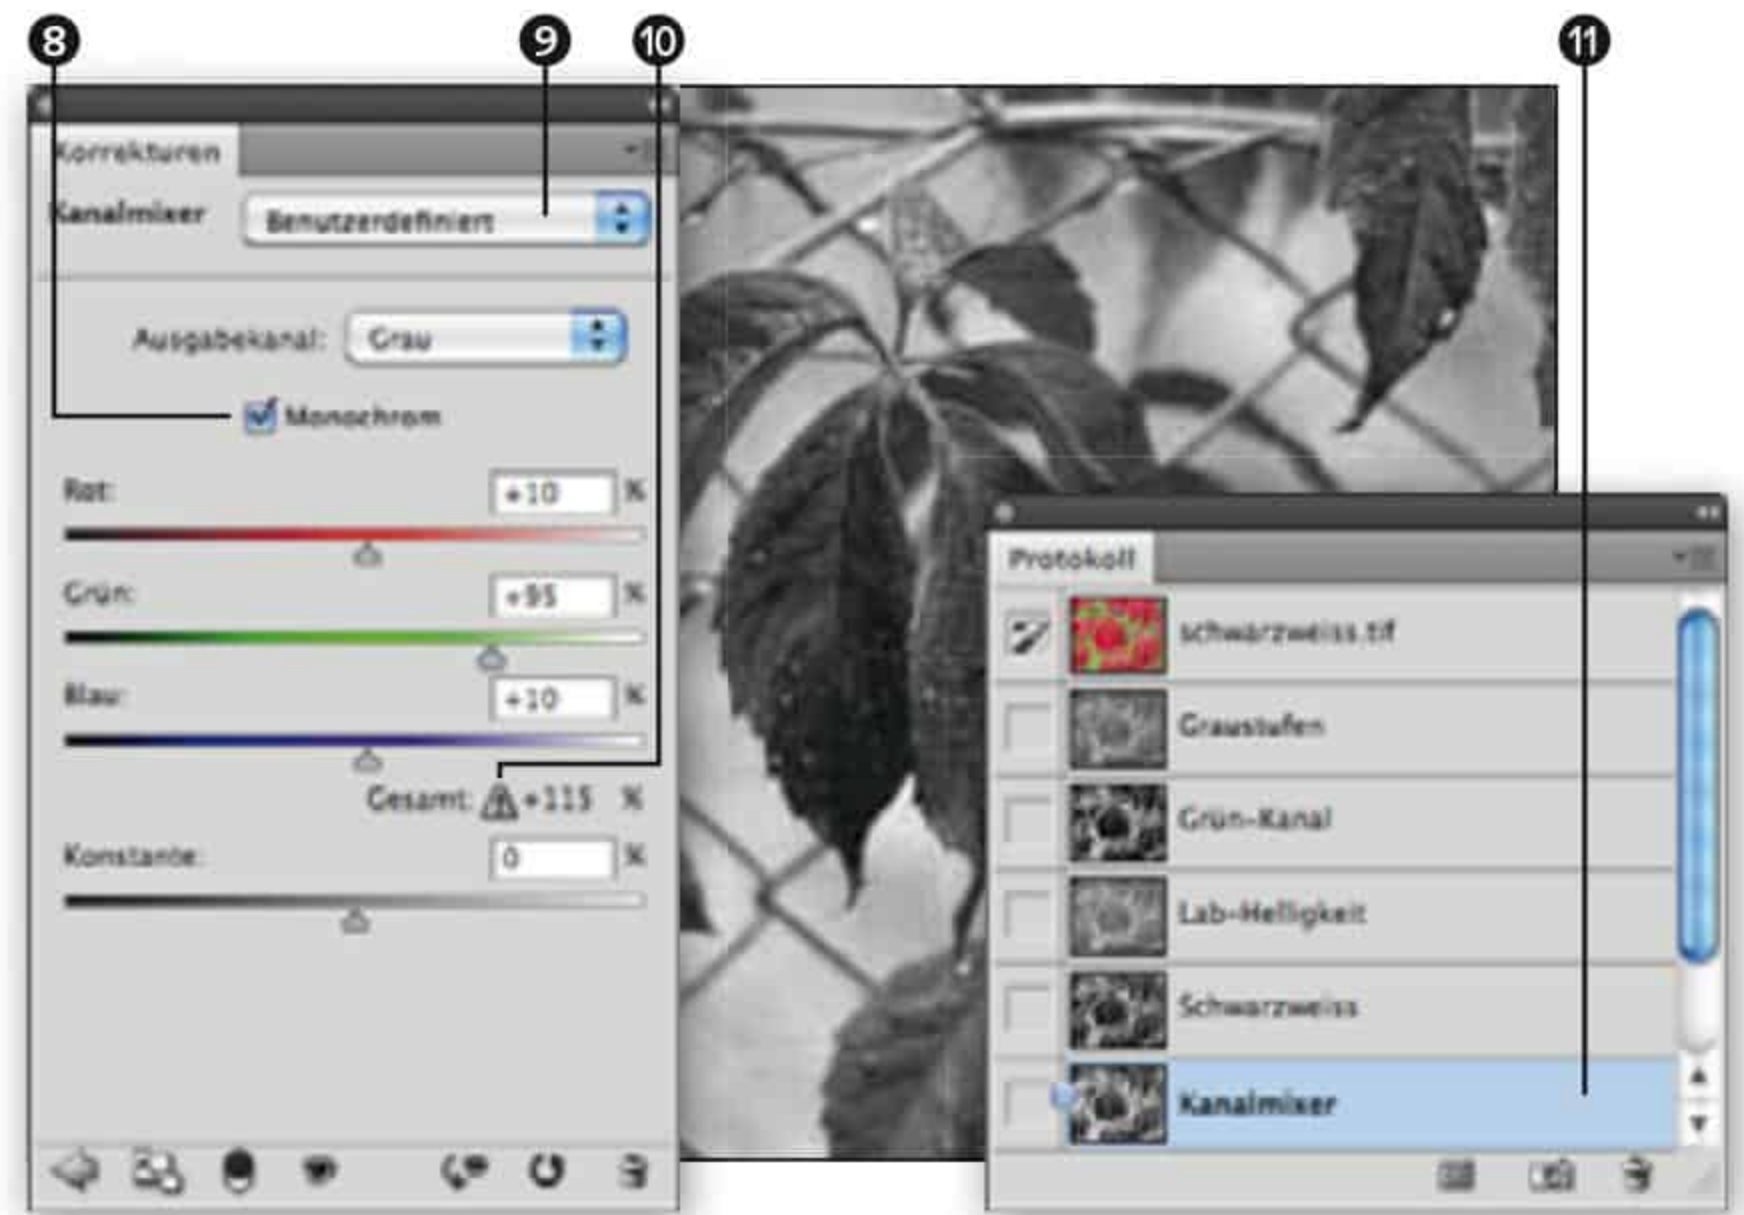 8 9 10 11
Korrekturen
Kanalmixer Benutzerdefiniert
Ausgabekanal: Grau
Monochrom
Rot: +10 %
Grün: +95 %
Blau: +10 %
Gesamt: +115 %
Konstante: 0 %
Protokoll
schwarzweiss.tif
Graustufen
Grün-Kanal
Lab-Helligkeit
Schwarzweiss
Kanalmixer